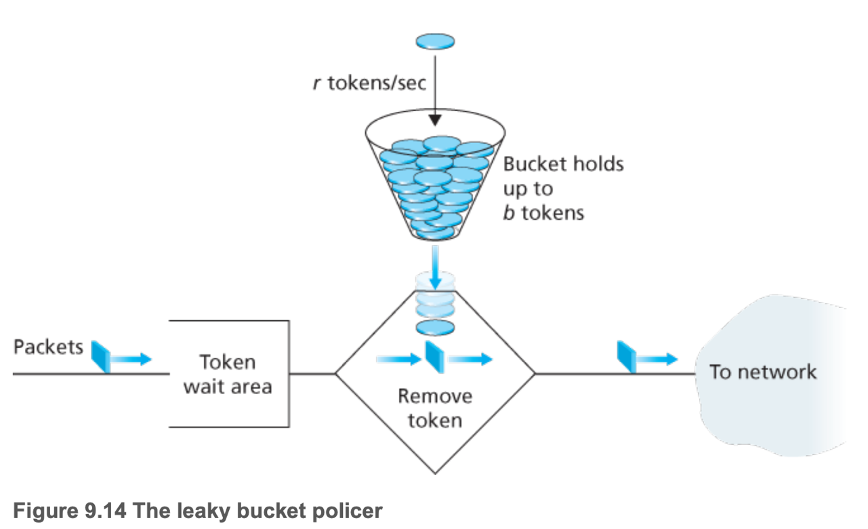 r tokens/sec
Bucket holds
up to
b tokens
Packets
Token
wait area
Remove
token
To network
Figure 9.14 The leaky bucket policer